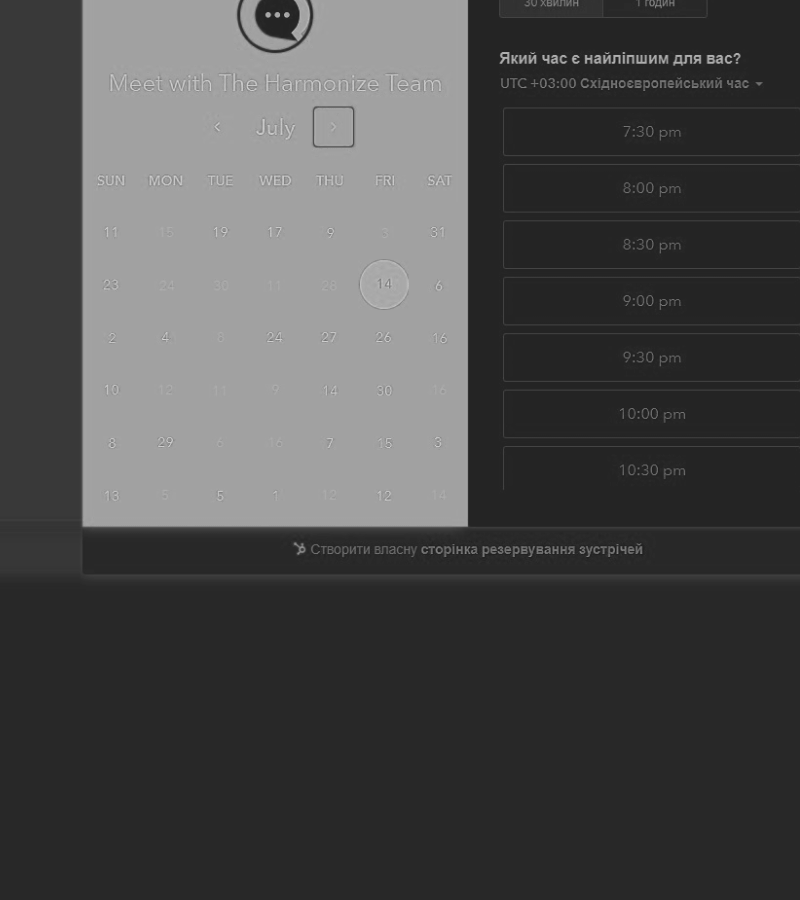 30 хвилин 1 годин
Meet with The Harmonize Team
July
SUN MON TUE WED THU FRI SAT
11 15 19 17 9 3 31
23 24 30 11 28 14 6
2 4 8 24 27 26 16
10 12 11 9 14 30 16
8 29 6 16 7 15 3
13 5 5 1 12 12 14
Який час є найліпшим для вас?
UTC +03:00 Східноєвропейський час
7:30 pm
8:00 pm
8:30 pm
9:00 pm
9:30 pm
10:00 pm
10:30 pm
Створити власну сторінка резервування зустрічей